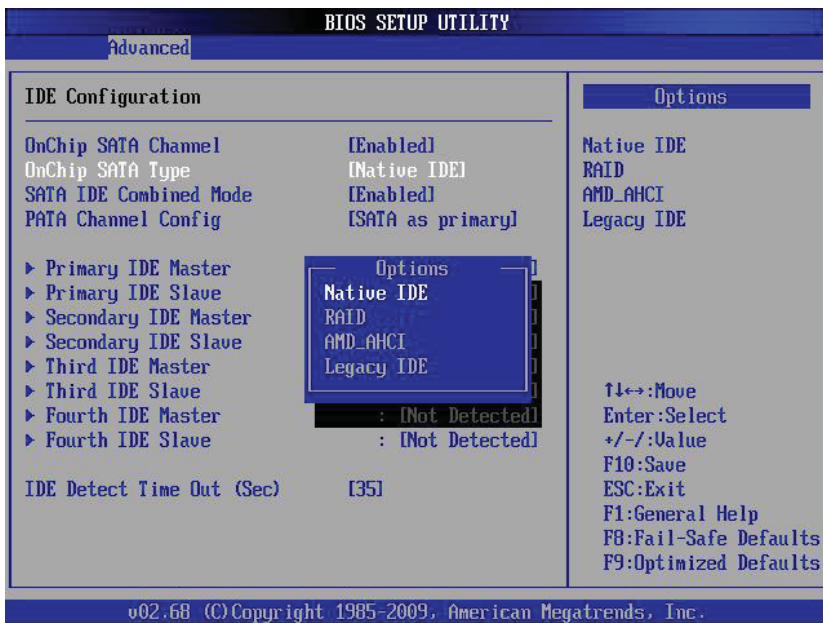 BIOS SETUP UTILITY
Advanced
IDE Configuration
OnChip SATA Channel [Enabled]
OnChip SATA Type [Native IDE]
SATA IDE Combined Mode [Enabled]
PATA Channel Config [SATA as primary]
▶ Primary IDE Master ]
▶ Primary IDE Slave ]
▶ Secondary IDE Master ]
▶ Secondary IDE Slave ]
▶ Third IDE Master ]
▶ Third IDE Slave ]
▶ Fourth IDE Master : [Not Detected]
▶ Fourth IDE Slave : [Not Detected]
IDE Detect Time Out (Sec) [35]
Options
Native IDE
RAID
AMD_AHCI
Legacy IDE
Options
Native IDE
RAID
AMD_AHCI
Legacy IDE
↑↓↔:Move
Enter:Select
+/-/:Value
F10:Save
ESC:Exit
F1:General Help
F8:Fail-Safe Defaults
F9:Optimized Defaults
v02.68 (C)Copyright 1985-2009, American Megatrends, Inc.